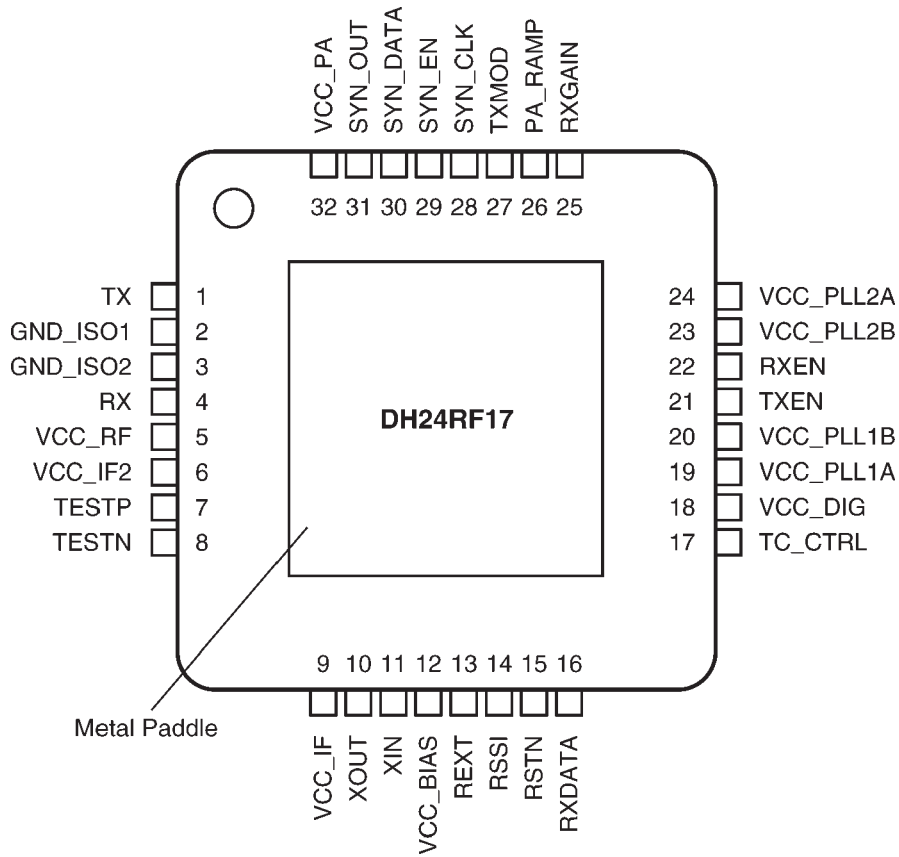 VCC_PA
SYN_OUT
SYN_DATA
SYN_EN
SYN_CLK
TXMOD
PA_RAMP
RXGAIN
32 31 30 29 28 27 26 25
TX 1
GND_ISO1 2
GND_ISO2 3
RX 4
VCC_RF 5
VCC_IF2 6
TESTP 7
TESTN 8
DH24RF17
24 VCC_PLL2A
23 VCC_PLL2B
22 RXEN
21 TXEN
20 VCC_PLL1B
19 VCC_PLL1A
18 VCC_DIG
17 TC_CTRL
9 10 11 12 13 14 15 16
Metal Paddle
VCC_IF
XOUT
XIN
VCC_BIAS
REXT
RSSI
RSTN
RXDATA